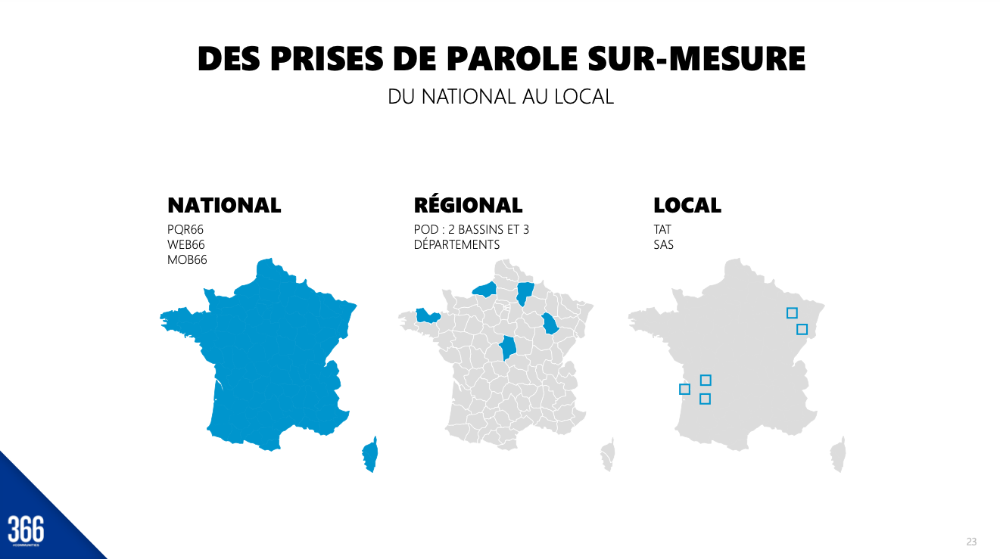 DES PRISES DE PAROLE SUR-MESURE
DU NATIONAL AU LOCAL
NATIONAL
PQR66
WEB66
MOB66
RÉGIONAL
POD : 2 BASSINS ET 3
DÉPARTEMENTS
LOCAL
TAT
SAS
366
#COMMUNITIES
23